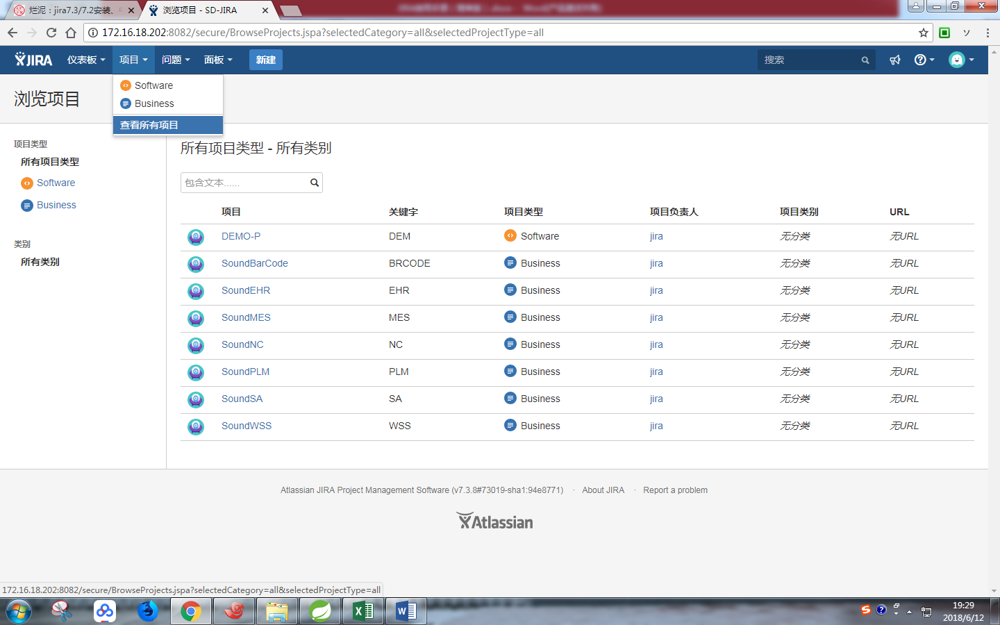 烂泥：jira7.3/7.2安装、
浏览项目 - SD-JIRA
172.16.18.202:8082/secure/BrowseProjects.jspa?selectedCategory=all&selectedProjectType=all
JIRA 仪表板 项目 问题 面板 新建 搜索
Software
Business
查看所有项目
浏览项目
项目类型
所有项目类型
Software
Business
类别
所有类别
所有项目类型 - 所有类别
包含文本......
项目 关键字 项目类型 项目负责人 项目类别 URL
DEMO-P DEM Software jira 无分类 无URL
SoundBarCode BRCODE Business jira 无分类 无URL
SoundEHR EHR Business jira 无分类 无URL
SoundMES MES Business jira 无分类 无URL
SoundNC NC Business jira 无分类 无URL
SoundPLM PLM Business jira 无分类 无URL
SoundSA SA Business jira 无分类 无URL
SoundWSS WSS Business jira 无分类 无URL
Atlassian JIRA Project Management Software (v7.3.8#73019-sha1:94e8771) · About JIRA · Report a problem
Atlassian
172.16.18.202:8082/secure/BrowseProjects.jspa?selectedCategory=all&selectedProjectType=all
19:29
2018/6/12